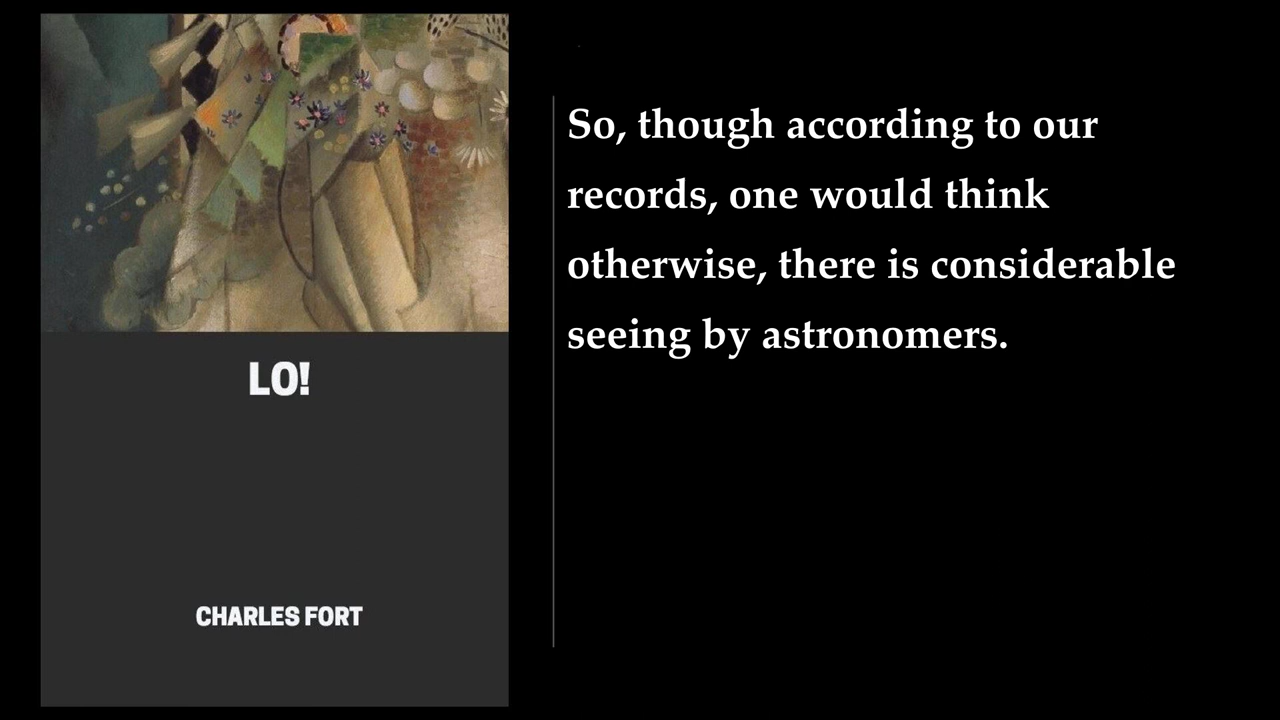 LO!
CHARLES FORT
So, though according to our
records, one would think
otherwise, there is considerable
seeing by astronomers.